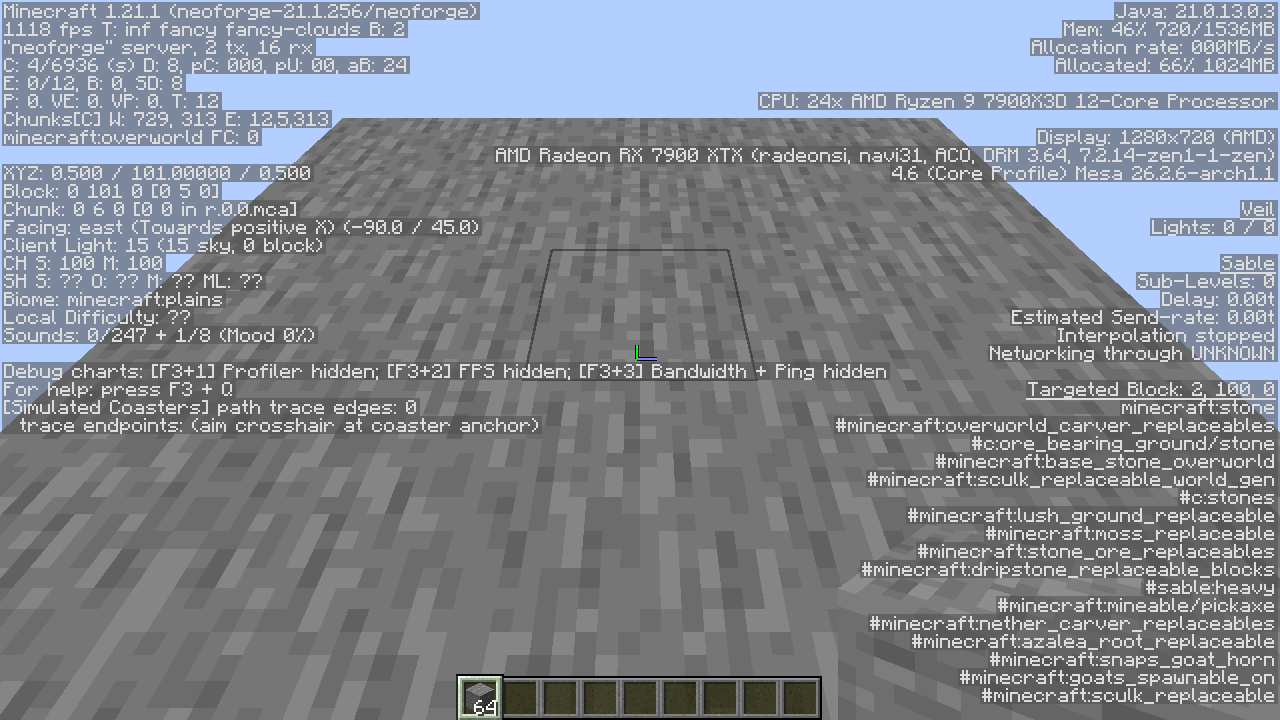 Minecraft 1.21.1 (neoforge-21.1.256/neoforge)
1118 fps T: inf fancy fancy-clouds B: 2
"neoforge" server, 2 tx, 16 rx
C: 4/6936 (s) D: 8, pC: 000, pU: 00, aB: 24
E: 0/12, B: 0, SD: 8
P: 0. VE: 0. VP: 0. T: 12
Chunks[C] W: 729, 313 E: 12,5,313
minecraft:overworld FC: 0
XYZ: 0.500 / 101.00000 / 0.500
Block: 0 101 0 [0 5 0]
Chunk: 0 6 0 [0 0 in r.0.0.mca]
Facing: east (Towards positive X) (-90.0 / 45.0)
Client Light: 15 (15 sky, 0 block)
CH S: 100 M: 100
SH S: ?? O: ?? M: ?? ML: ??
Biome: minecraft:plains
Local Difficulty: ??
Sounds: 0/247 + 1/8 (Mood 0%)
Debug charts: [F3+1] Profiler hidden; [F3+2] FPS hidden; [F3+3] Bandwidth + Ping hidden
For help: press F3 + Q
[Simulated Coasters] path trace edges: 0
trace endpoints: (aim crosshair at coaster anchor)
Java: 21.0.13.0.3
Mem: 46% 720/1536MB
Allocation rate: 000MB/s
Allocated: 66% 1024MB
CPU: 24x AMD Ryzen 9 7900X3D 12-Core Processor
Display: 1280x720 (AMD)
AMD Radeon RX 7900 XTX (radeonsi, navi31, ACO, DRM 3.64, 7.2.14-zen1-1-zen)
4.6 (Core Profile) Mesa 26.2.6-arch1.1
Veil
Lights: 0 / 0
Sable
Sub-Levels: 0
Delay: 0.00t
Estimated Send-rate: 0.00t
Interpolation stopped
Networking through UNKNOWN
Targeted Block: 2, 100, 0
minecraft:stone
#minecraft:overworld_carver_replaceables
#c:ore_bearing_ground/stone
#minecraft:base_stone_overworld
#minecraft:sculk_replaceable_world_gen
#c:stones
#minecraft:lush_ground_replaceable
#minecraft:moss_replaceable
#minecraft:stone_ore_replaceables
#minecraft:dripstone_replaceable_blocks
#sable:heavy
#minecraft:mineable/pickaxe
#minecraft:nether_carver_replaceables
#minecraft:azalea_root_replaceable
#minecraft:snaps_goat_horn
#minecraft:goats_spawnable_on
#minecraft:sculk_replaceable
64